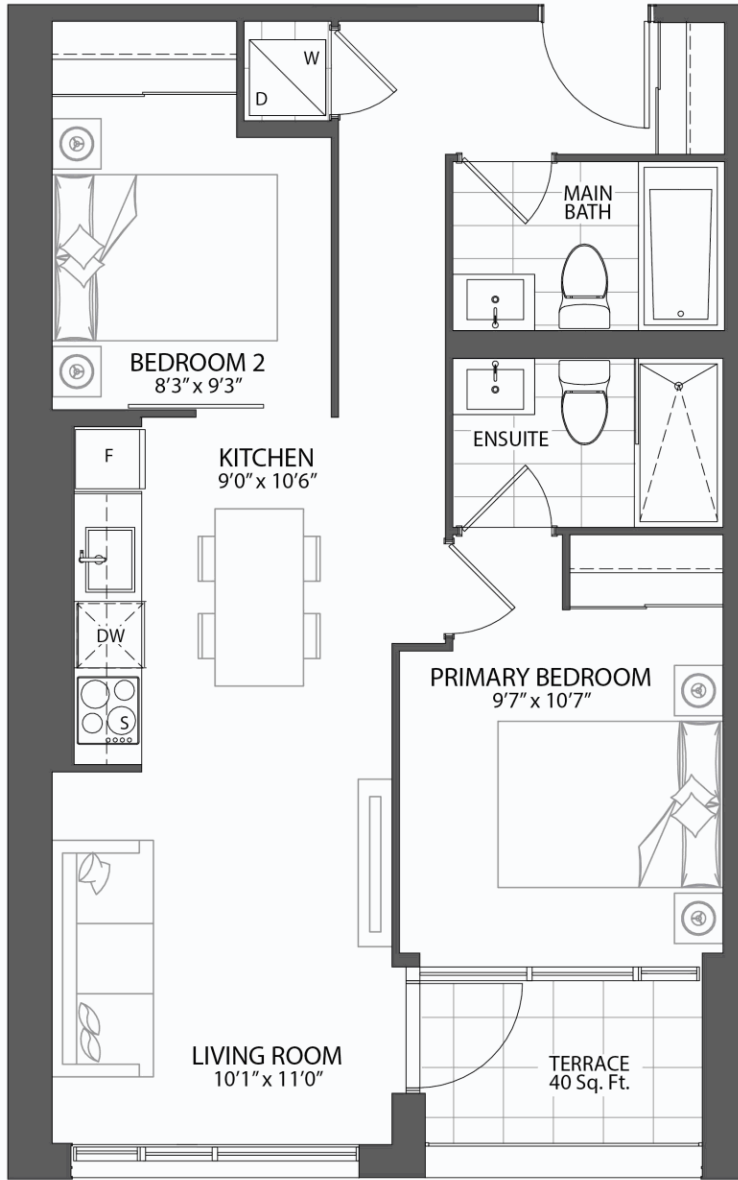 W
D
MAIN
BATH
BEDROOM 2
8’3” x 9’3”
ENSUITE
F
KITCHEN
9’0” x 10’6”
DW
S
PRIMARY BEDROOM
9’7” x 10’7”
LIVING ROOM
10’1” x 11’0”
TERRACE
40 Sq. Ft.